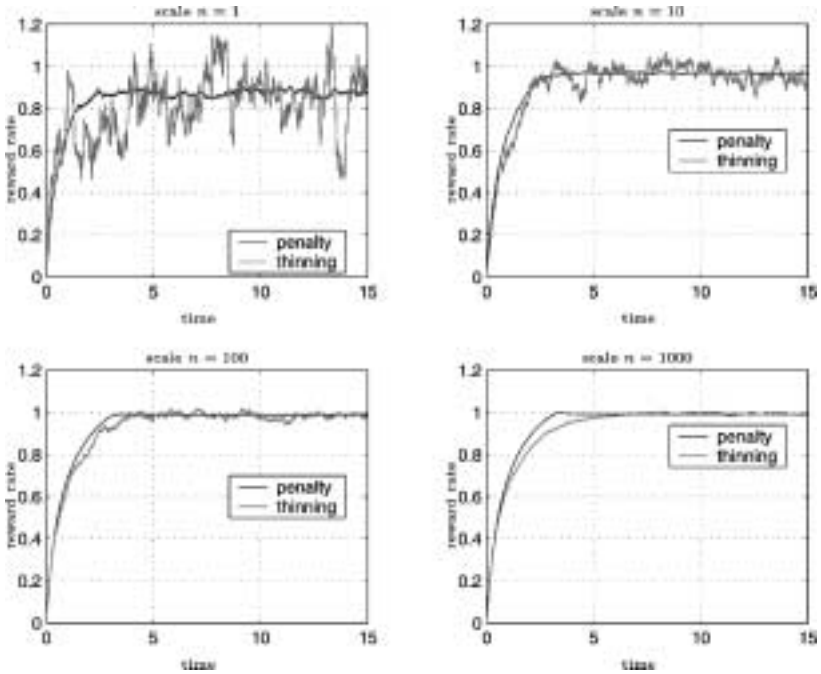 scale n = 1
1.2
1
0.8
0.6
0.4
0.2
0
reward rate
penalty
thinning
0
5
10
15
time
scale n = 10
1.2
1
0.8
0.6
0.4
0.2
0
reward rate
penalty
thinning
0
5
10
15
time
scale n = 100
1.2
1
0.8
0.6
0.4
0.2
0
reward rate
penalty
thinning
0
5
10
15
time
scale n = 1000
1.2
1
0.8
0.6
0.4
0.2
0
reward rate
penalty
thinning
0
5
10
15
time